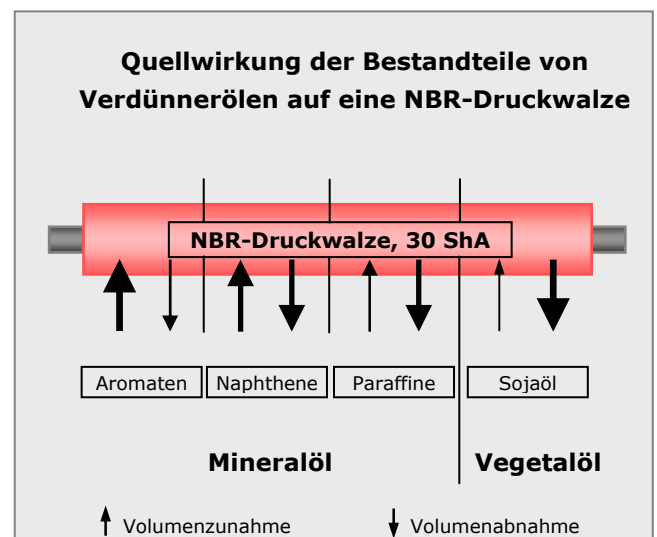 Quellwirkung der Bestandteile von
Verdünnerölen auf eine NBR-Druckwalze
NBR-Druckwalze, 30 ShA
Aromaten Naphthene Paraffine Sojaöl
Mineralöl Vegetalöl
Volumenzunahme Volumenabnahme